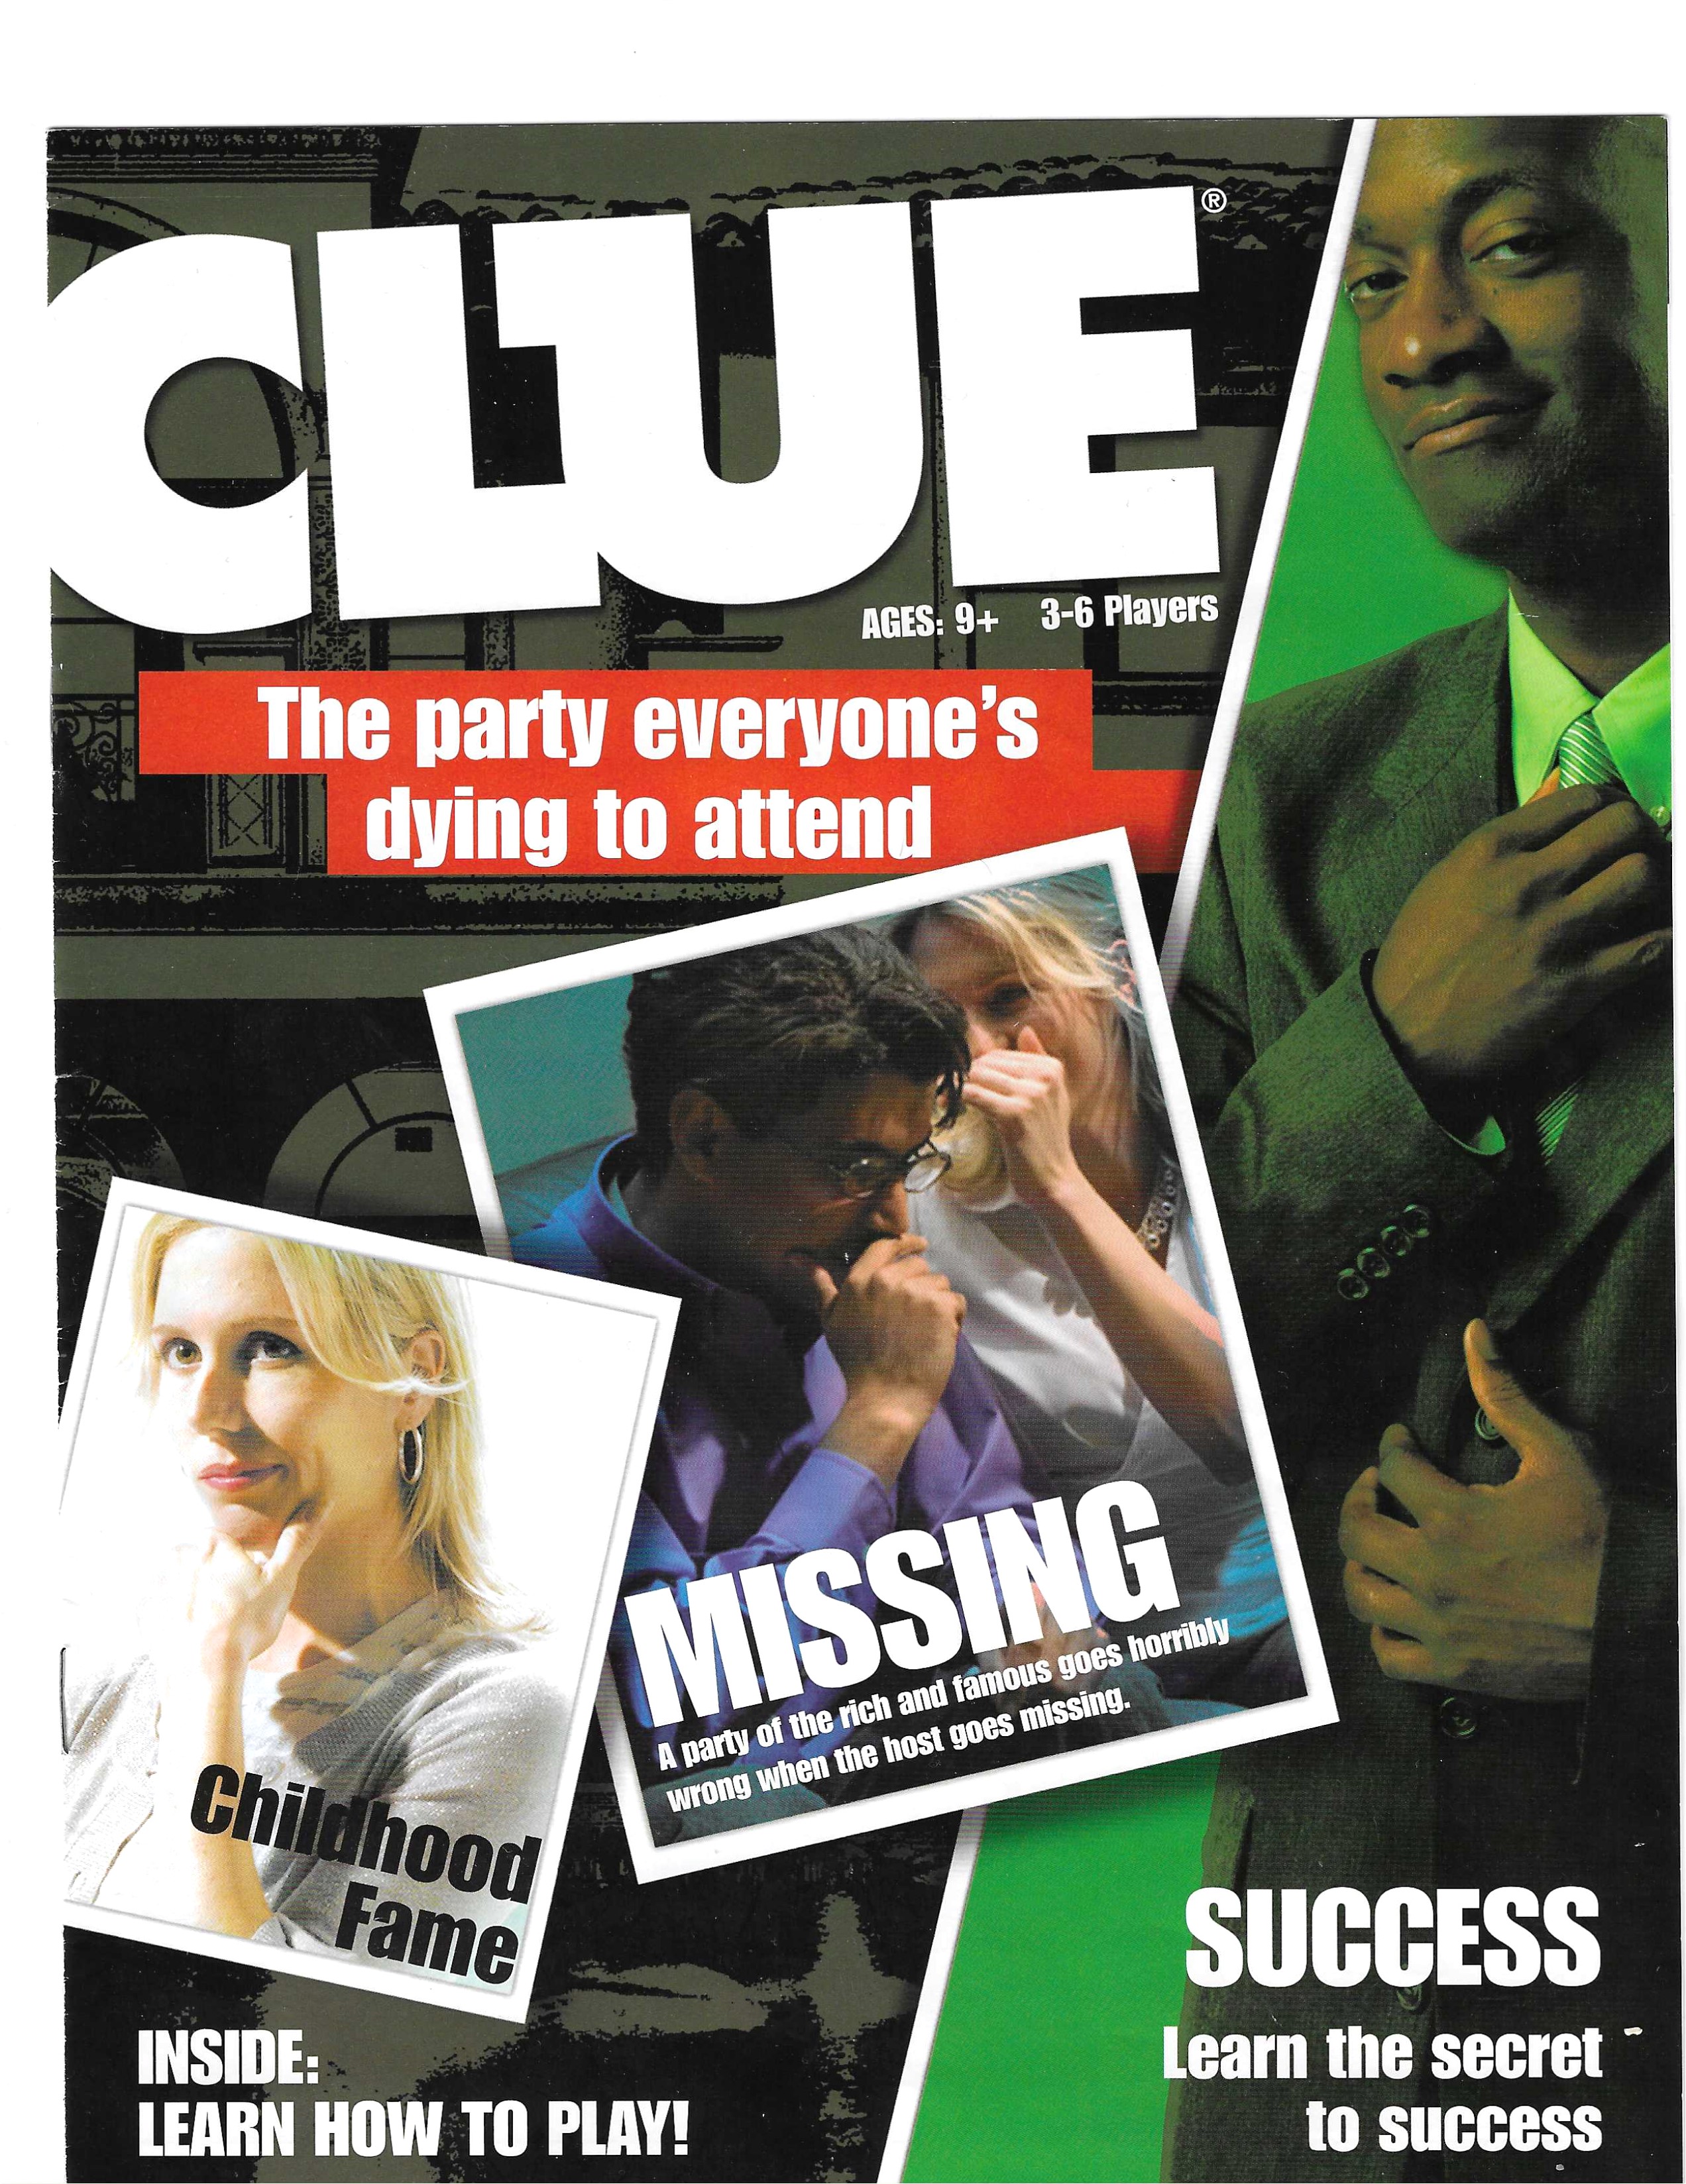 CLUE®
AGES: 9+ 3-6 Players
The party everyone's
dying to attend
MISSING
A party of the rich and famous goes horribly
wrong when the host goes missing.
Childhood
Fame
SUCCESS
Learn the secret
to success
INSIDE:
LEARN HOW TO PLAY!